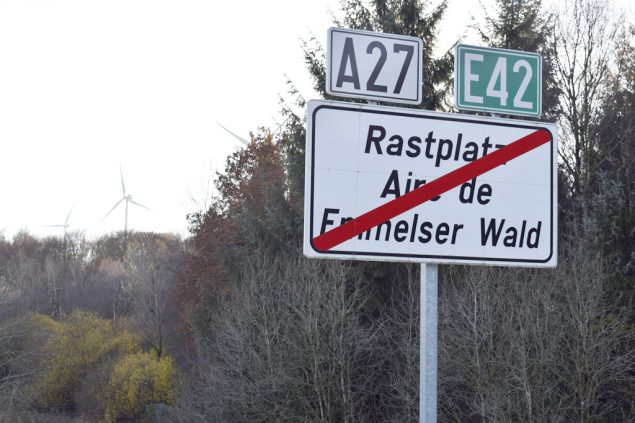 A27 E42
Rastplatz
Aire de
Emmelser Wald